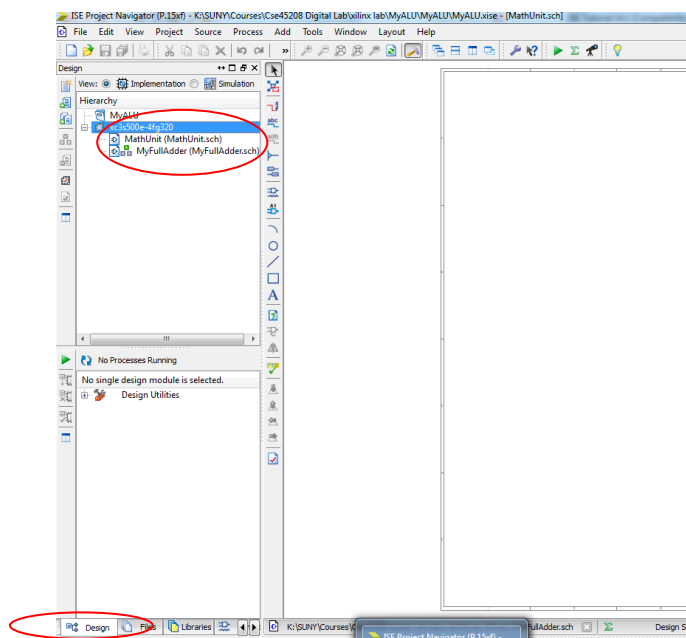 ISE Project Navigator (P.15xf) - K:\SUNY\Courses\Cse45208 Digital Lab\xilinx lab\MyALU\MyALU\MyALU.xise - [MathUnit.sch]
File Edit View Project Source Process Add Tools Window Layout Help
Design
View: Implementation Simulation
Hierarchy
MyALU
xc3s500e-4fg320
MathUnit (MathUnit.sch)
MyFullAdder (MyFullAdder.sch)
abc
A1
A
No Processes Running
No single design module is selected.
Design Utilities
Design Files Libraries K:\SUNY\Courses\ ullAdder.sch Design S
ISE Project Navigator (P.15xf) -